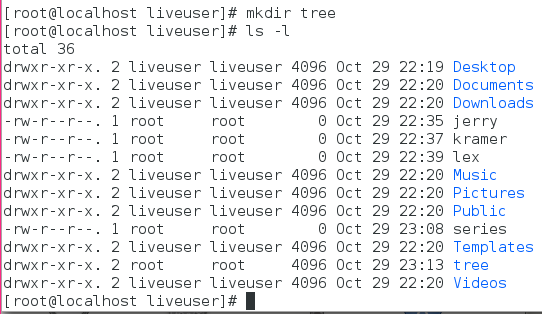 [root@localhost liveuser]# mkdir tree
[root@localhost liveuser]# ls -l
total 36
drwxr-xr-x. 2 liveuser liveuser 4096 Oct 29 22:19 Desktop
drwxr-xr-x. 2 liveuser liveuser 4096 Oct 29 22:20 Documents
drwxr-xr-x. 2 liveuser liveuser 4096 Oct 29 22:20 Downloads
-rw-r--r--. 1 root     root        0 Oct 29 22:35 jerry
-rw-r--r--. 1 root     root        0 Oct 29 22:37 kramer
-rw-r--r--. 1 root     root        0 Oct 29 22:39 lex
drwxr-xr-x. 2 liveuser liveuser 4096 Oct 29 22:20 Music
drwxr-xr-x. 2 liveuser liveuser 4096 Oct 29 22:20 Pictures
drwxr-xr-x. 2 liveuser liveuser 4096 Oct 29 22:20 Public
-rw-r--r--. 1 root     root        0 Oct 29 23:08 series
drwxr-xr-x. 2 liveuser liveuser 4096 Oct 29 22:20 Templates
drwxr-xr-x. 2 root     root     4096 Oct 29 23:13 tree
drwxr-xr-x. 2 liveuser liveuser 4096 Oct 29 22:20 Videos
[root@localhost liveuser]#